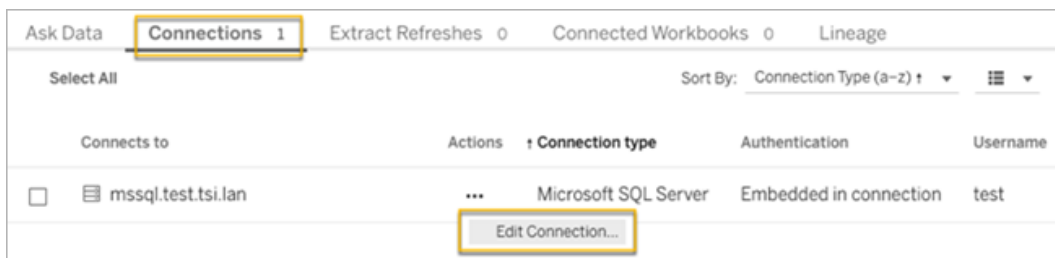 Ask Data Connections 1 Extract Refreshes 0 Connected Workbooks 0 Lineage
Select All Sort By: Connection Type (a–z) ↑
Connects to Actions ↑ Connection type Authentication Username
mssql.test.tsi.lan ... Microsoft SQL Server Embedded in connection test
Edit Connection...